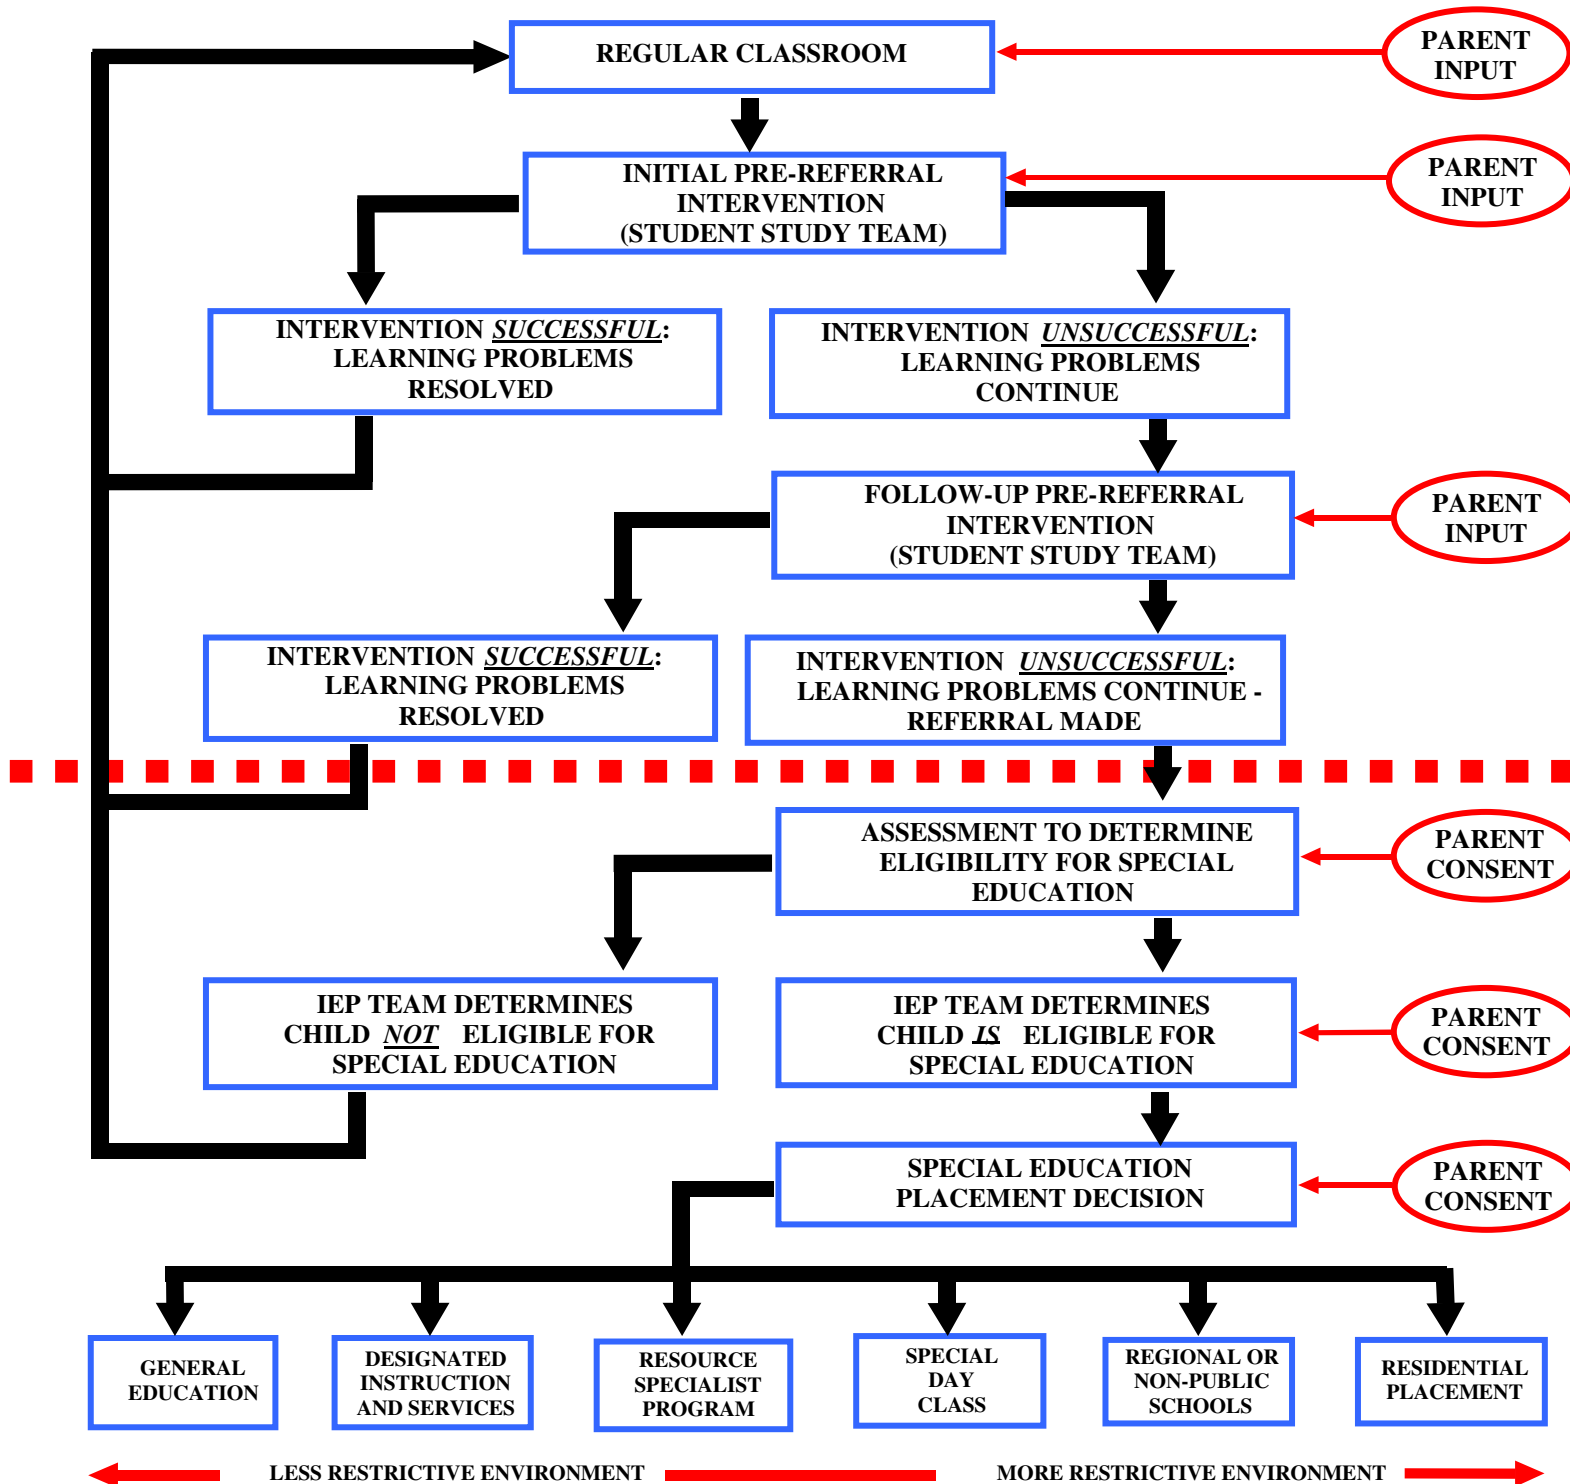 REGULAR CLASSROOM
PARENT
INPUT
INITIAL PRE-REFERRAL
INTERVENTION
(STUDENT STUDY TEAM)
PARENT
INPUT
INTERVENTION SUCCESSFUL:
LEARNING PROBLEMS
RESOLVED
INTERVENTION UNSUCCESSFUL:
LEARNING PROBLEMS
CONTINUE
FOLLOW-UP PRE-REFERRAL
INTERVENTION
(STUDENT STUDY TEAM)
PARENT
INPUT
INTERVENTION SUCCESSFUL:
LEARNING PROBLEMS
RESOLVED
INTERVENTION UNSUCCESSFUL:
LEARNING PROBLEMS CONTINUE -
REFERRAL MADE
ASSESSMENT TO DETERMINE
ELIGIBILITY FOR SPECIAL
EDUCATION
PARENT
CONSENT
IEP TEAM DETERMINES
CHILD NOT ELIGIBLE FOR
SPECIAL EDUCATION
IEP TEAM DETERMINES
CHILD IS ELIGIBLE FOR
SPECIAL EDUCATION
PARENT
CONSENT
SPECIAL EDUCATION
PLACEMENT DECISION
PARENT
CONSENT
GENERAL
EDUCATION
DESIGNATED
INSTRUCTION
AND SERVICES
RESOURCE
SPECIALIST
PROGRAM
SPECIAL
DAY
CLASS
REGIONAL OR
NON-PUBLIC
SCHOOLS
RESIDENTIAL
PLACEMENT
LESS RESTRICTIVE ENVIRONMENT
MORE RESTRICTIVE ENVIRONMENT